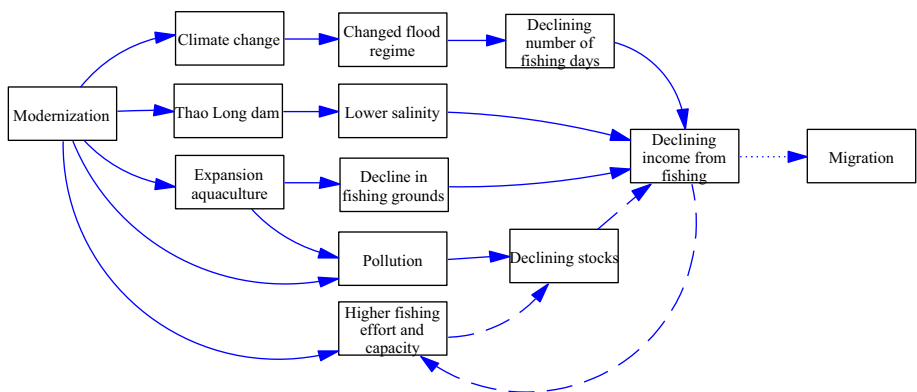 Climate change
Changed flood
regime
Declining
number of
fishing days
Modernization
Thao Long dam
Lower salinity
Declining
income from
fishing
Migration
Expansion
aquaculture
Decline in
fishing grounds
Pollution
Declining stocks
Higher fishing
effort and
capacity